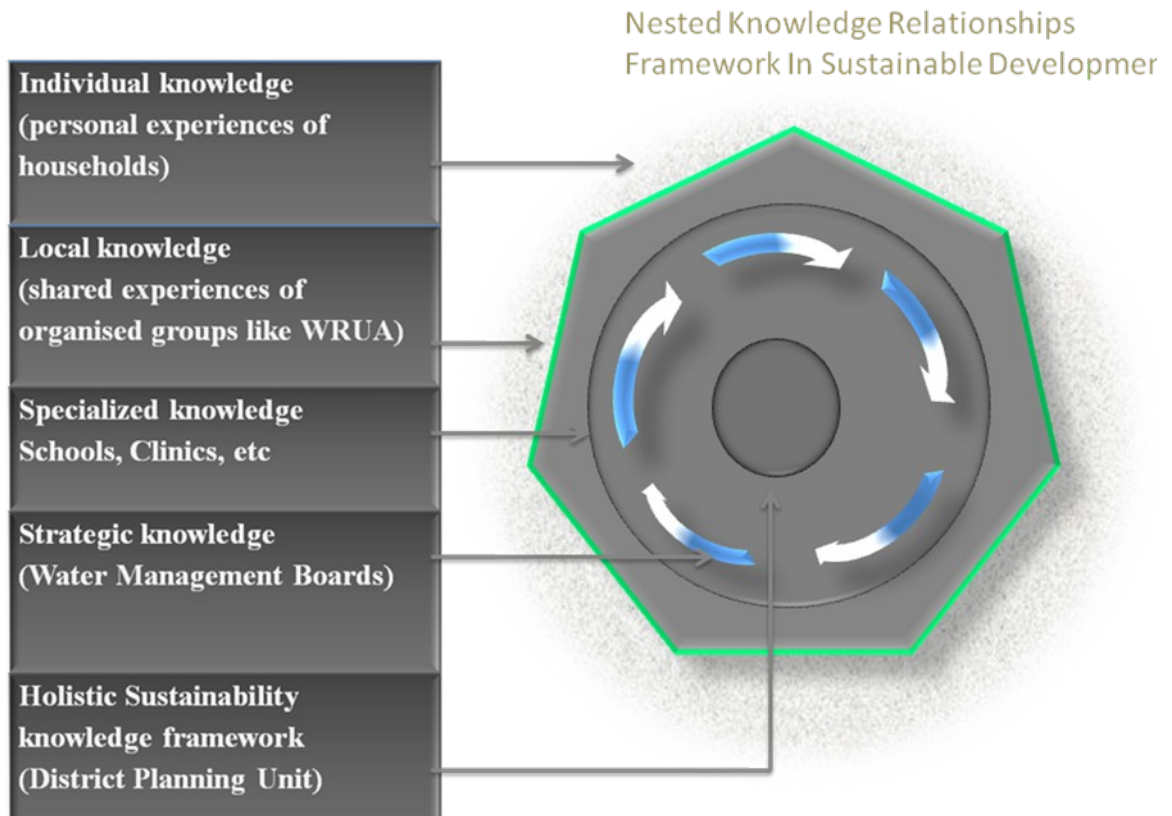 Nested Knowledge Relationships
Framework In Sustainable Developmen
Individual knowledge
(personal experiences of
households)
Local knowledge
(shared experiences of
organised groups like WRUA)
Specialized knowledge
Schools, Clinics, etc
Strategic knowledge
(Water Management Boards)
Holistic Sustainability
knowledge framework
(District Planning Unit)